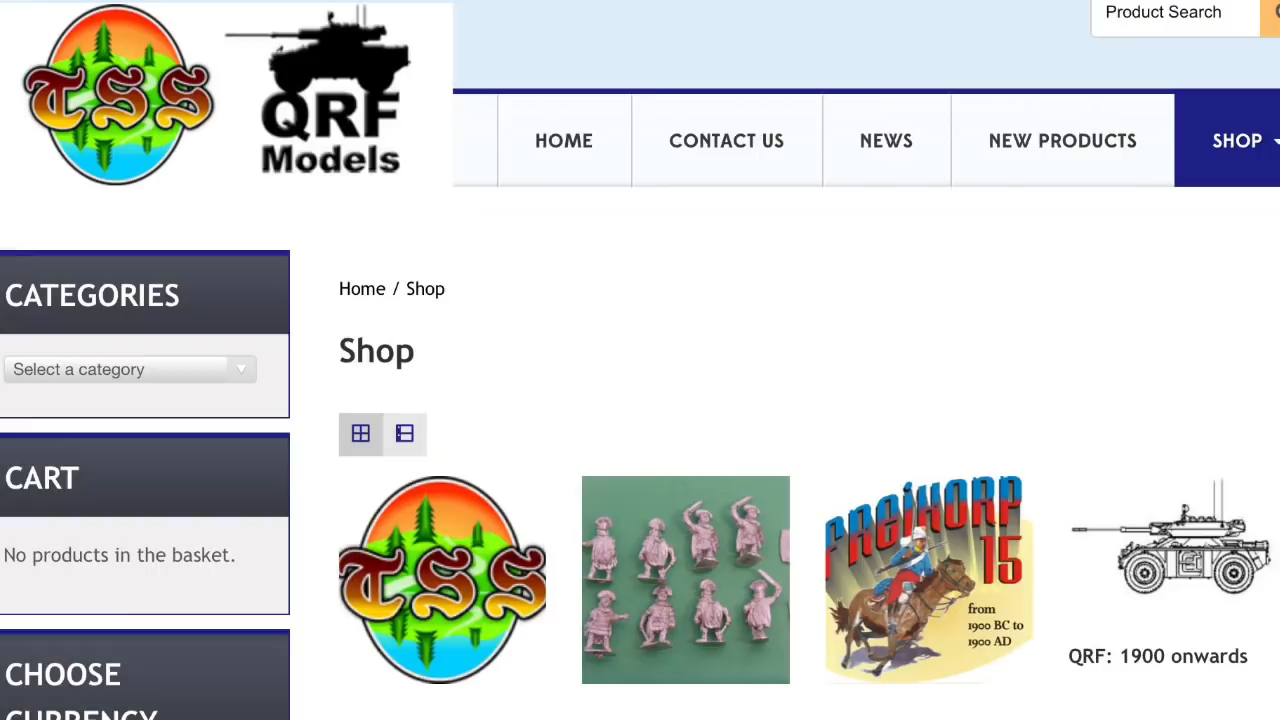 Product Search
TSS
QRF
Models
HOME
CONTACT US
NEWS
NEW PRODUCTS
SHOP
CATEGORIES
Select a category
CART
No products in the basket.
CHOOSE
CURRENCY
Home / Shop
Shop
TSS
FREIKORP
15
from
1900 BC to
1900 AD
QRF: 1900 onwards